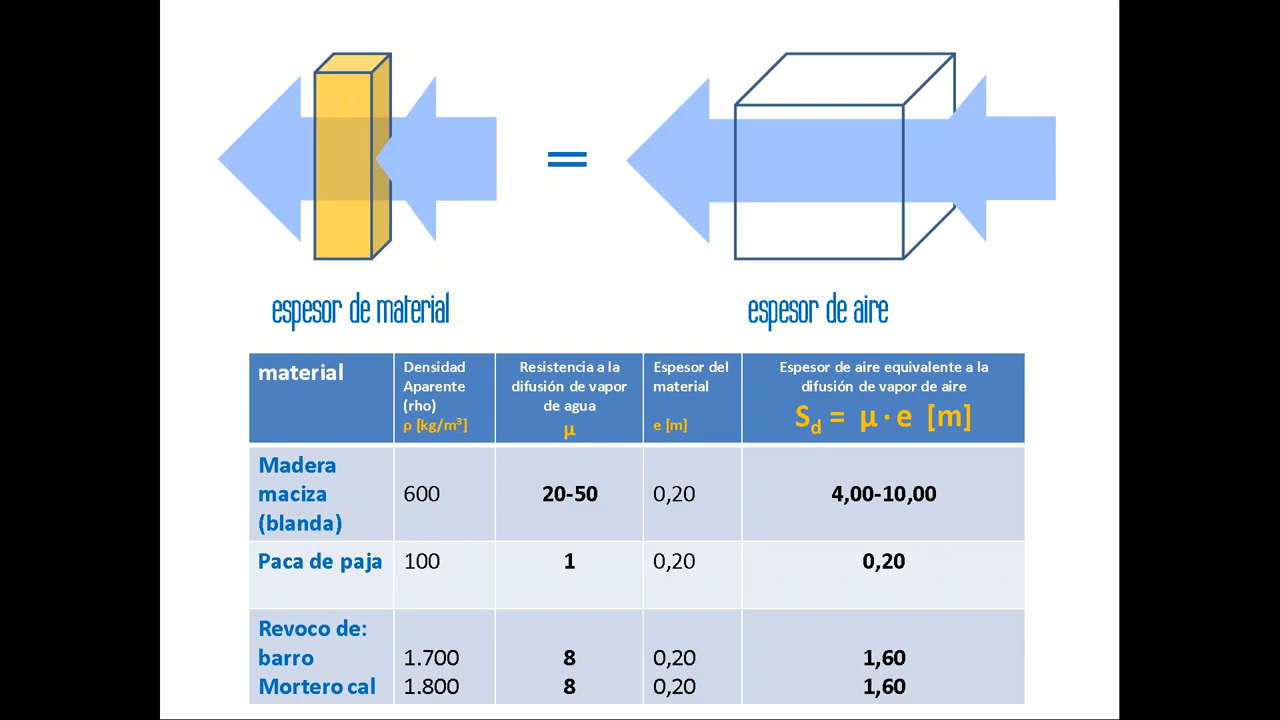 =
espesor de material
espesor de aire
material
Densidad
Aparente
(rho)
ρ [kg/m³]
Resistencia a la
difusión de vapor
de agua
μ
Espesor del
material
e [m]
Espesor de aire equivalente a la
difusión de vapor de aire
Sd = μ · e [m]
Madera
maciza
(blanda)
600
20-50
0,20
4,00-10,00
Paca de paja
100
1
0,20
0,20
Revoco de:
barro
1.700
8
0,20
1,60
Mortero cal
1.800
8
0,20
1,60